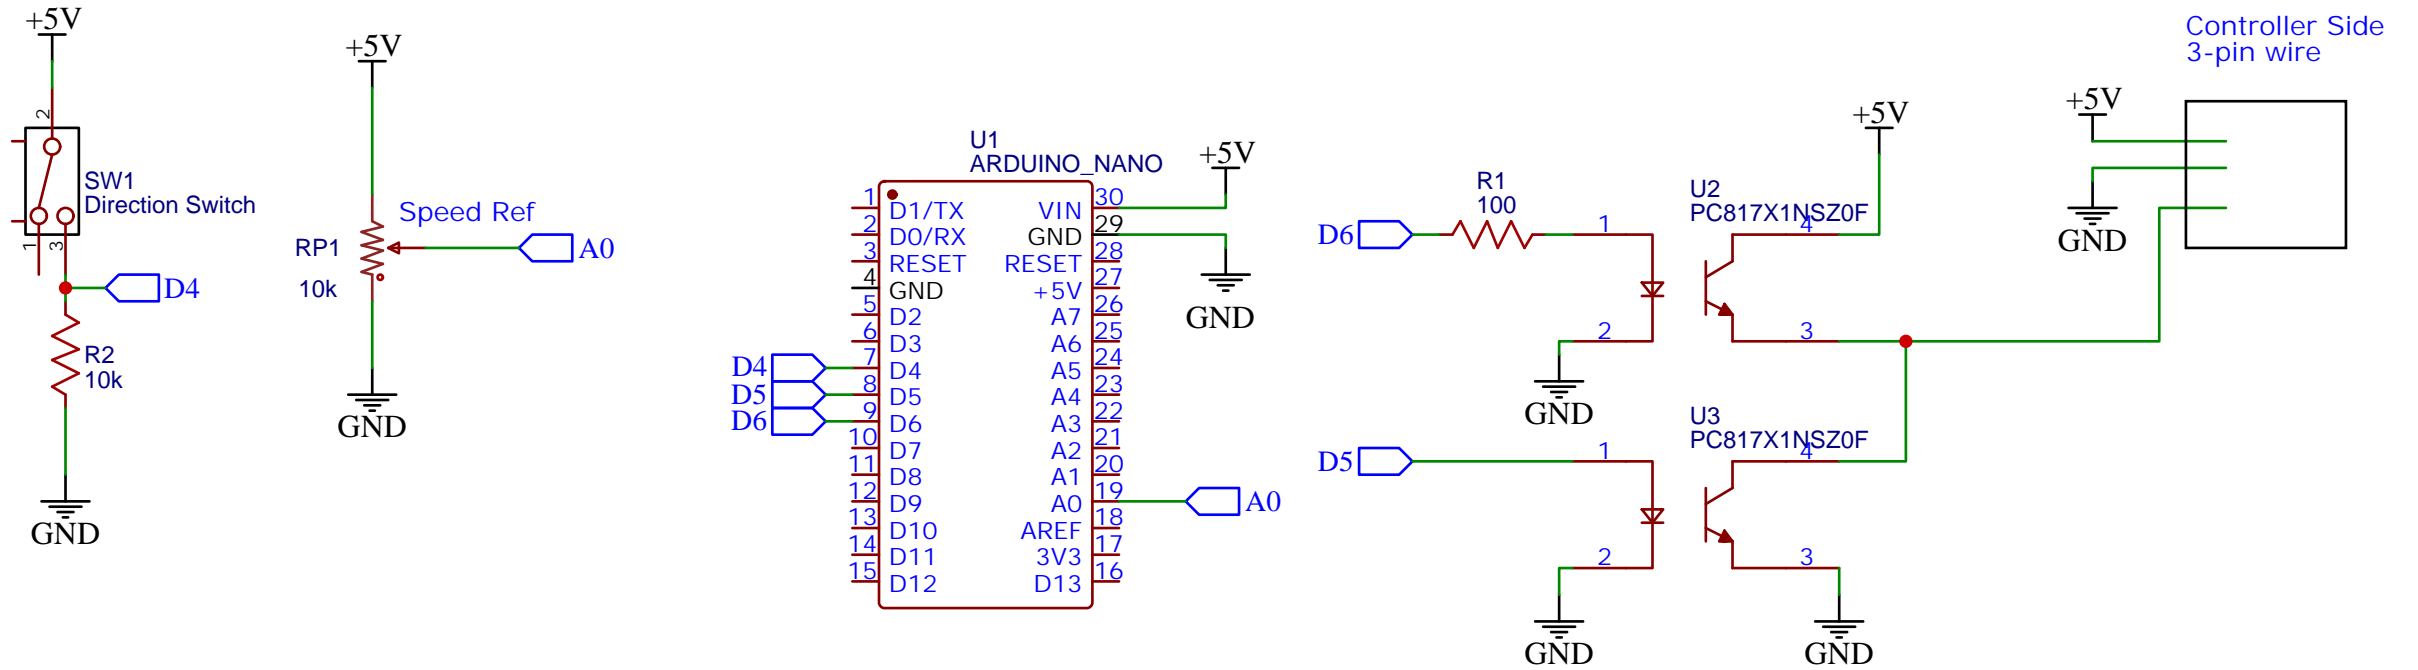 +5V
2
SW1
Direction Switch
1
3
D4
R2
10k
GND
+5V
Speed Ref
RP1
10k
A0
GND
U1
ARDUINO_NANO
1 D1/TX
2 D0/RX
3 RESET
4 GND
5 D2
6 D3
D4 7 D4
D5 8 D5
D6 9 D6
10 D7
11 D8
12 D9
13 D10
14 D11
15 D12
VIN 30
GND 29
RESET 28
+5V 27
A7 26
A6 25
A5 24
A4 23
A3 22
A2 21
A1 20
A0 19
AREF 18
3V3 17
D13 16
+5V
GND
A0
D6
R1
100
1
2
GND
U2
PC817X1NSZ0F
4
3
+5V
D5
1
2
GND
U3
PC817X1NSZ0F
4
3
GND
Controller Side
3-pin wire
+5V
GND